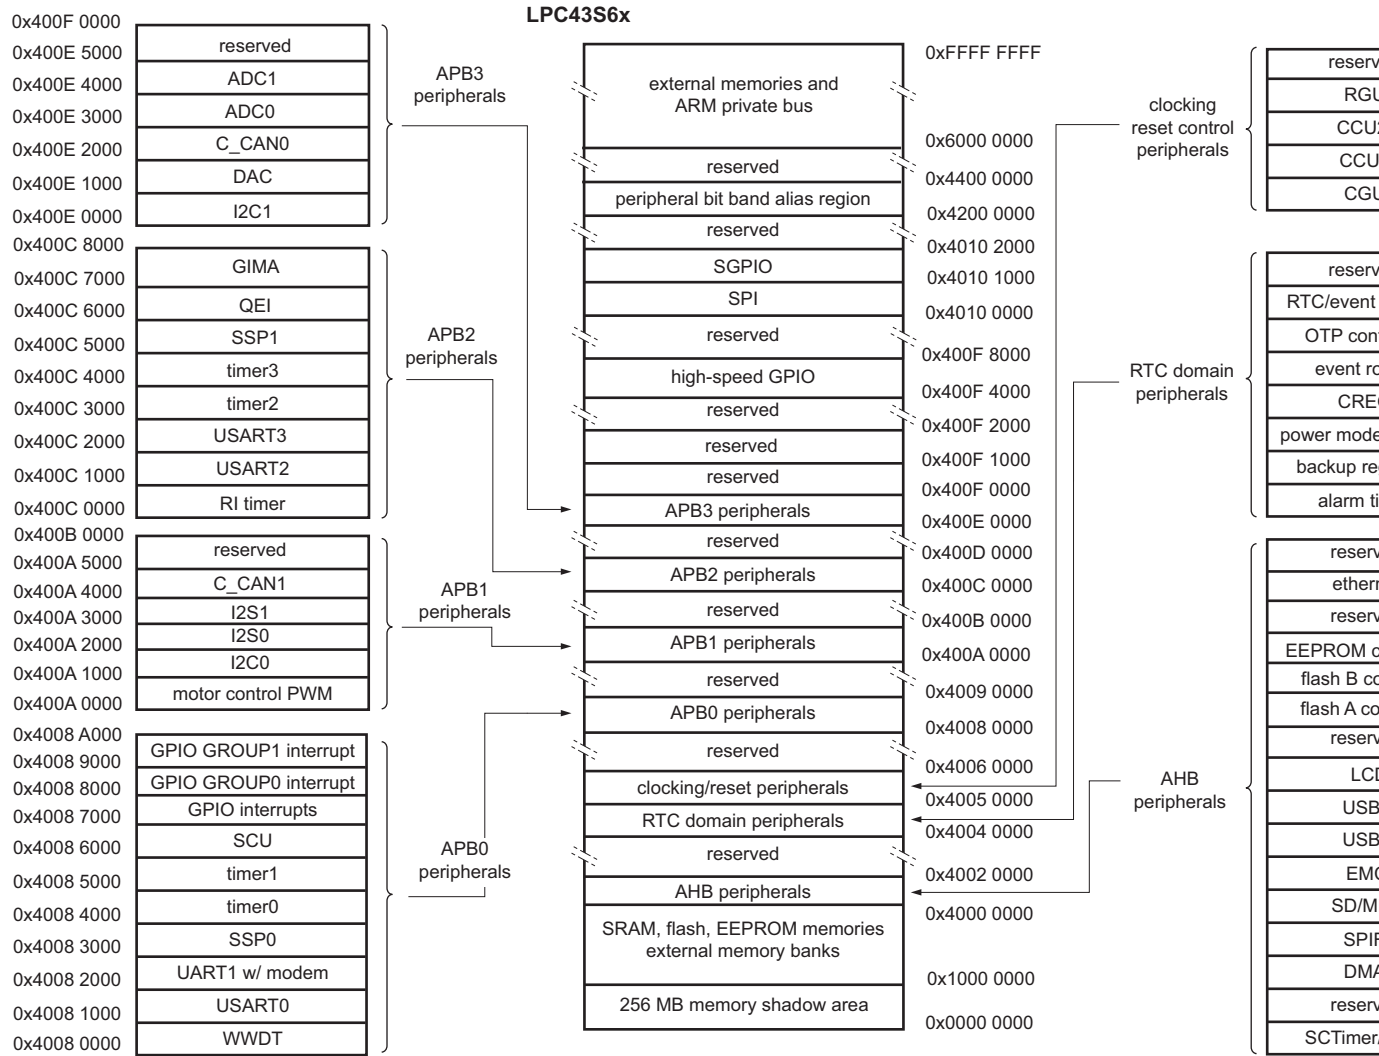 LPC43S6x
0x400F 0000
reserved
0x400E 5000
ADC1
0x400E 4000
ADC0
0x400E 3000
C_CAN0
0x400E 2000
DAC
0x400E 1000
I2C1
0x400E 0000
APB3
peripherals
0x400C 8000
GIMA
0x400C 7000
QEI
0x400C 6000
SSP1
0x400C 5000
timer3
0x400C 4000
timer2
0x400C 3000
USART3
0x400C 2000
USART2
0x400C 1000
RI timer
0x400C 0000
APB2
peripherals
0x400B 0000
reserved
0x400A 5000
C_CAN1
0x400A 4000
I2S1
0x400A 3000
I2S0
0x400A 2000
I2C0
0x400A 1000
motor control PWM
0x400A 0000
APB1
peripherals
0x4008 A000
GPIO GROUP1 interrupt
0x4008 9000
GPIO GROUP0 interrupt
0x4008 8000
GPIO interrupts
0x4008 7000
SCU
0x4008 6000
timer1
0x4008 5000
timer0
0x4008 4000
SSP0
0x4008 3000
UART1 w/ modem
0x4008 2000
USART0
0x4008 1000
WWDT
0x4008 0000
APB0
peripherals
0xFFFF FFFF
external memories and
ARM private bus
0x6000 0000
reserved
0x4400 0000
peripheral bit band alias region
0x4200 0000
reserved
0x4010 2000
SGPIO
0x4010 1000
SPI
0x4010 0000
reserved
0x400F 8000
high-speed GPIO
0x400F 4000
reserved
0x400F 2000
reserved
0x400F 1000
reserved
0x400F 0000
APB3 peripherals
0x400E 0000
reserved
0x400D 0000
APB2 peripherals
0x400C 0000
reserved
0x400B 0000
APB1 peripherals
0x400A 0000
reserved
0x4009 0000
APB0 peripherals
0x4008 0000
reserved
0x4006 0000
clocking/reset peripherals
0x4005 0000
RTC domain peripherals
0x4004 0000
reserved
0x4002 0000
AHB peripherals
0x4000 0000
SRAM, flash, EEPROM memories
external memory banks
0x1000 0000
256 MB memory shadow area
0x0000 0000
clocking
reset control
peripherals
RTC domain
peripherals
RTC/event
OTP
event
power
backup
alarm
AHB
peripherals
EEPROM
flash B
flash A